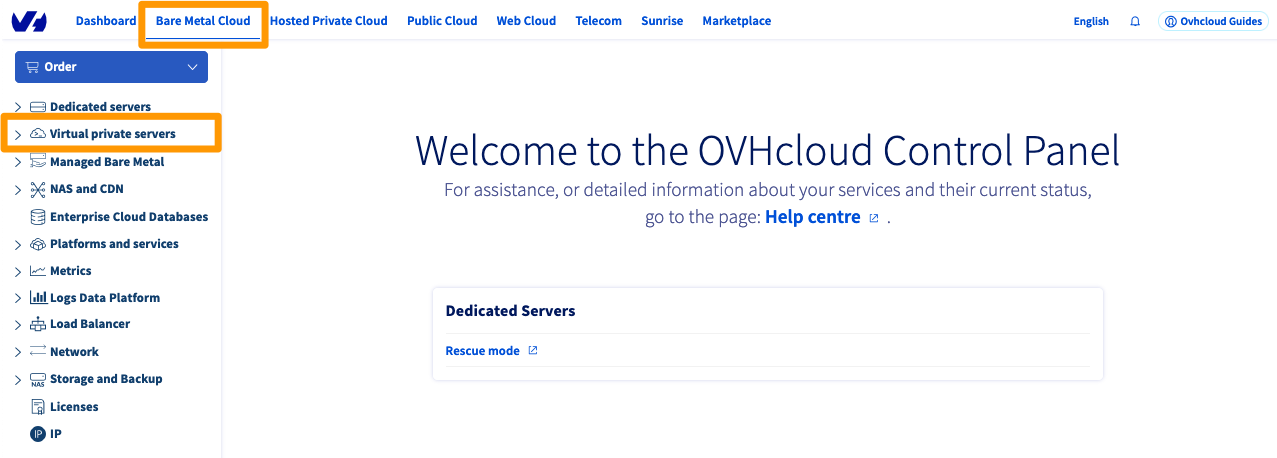 Dashboard Bare Metal Cloud Hosted Private Cloud Public Cloud Web Cloud Telecom Sunrise Marketplace English Ovhcloud Guides
Order
Dedicated servers
Virtual private servers
Managed Bare Metal
NAS and CDN
Enterprise Cloud Databases
Platforms and services
Metrics
Logs Data Platform
Load Balancer
Network
NAS Storage and Backup
Licenses
IP IP
Welcome to the OVHcloud Control Panel
For assistance, or detailed information about your services and their current status,
go to the page: Help centre .
Dedicated Servers
Rescue mode